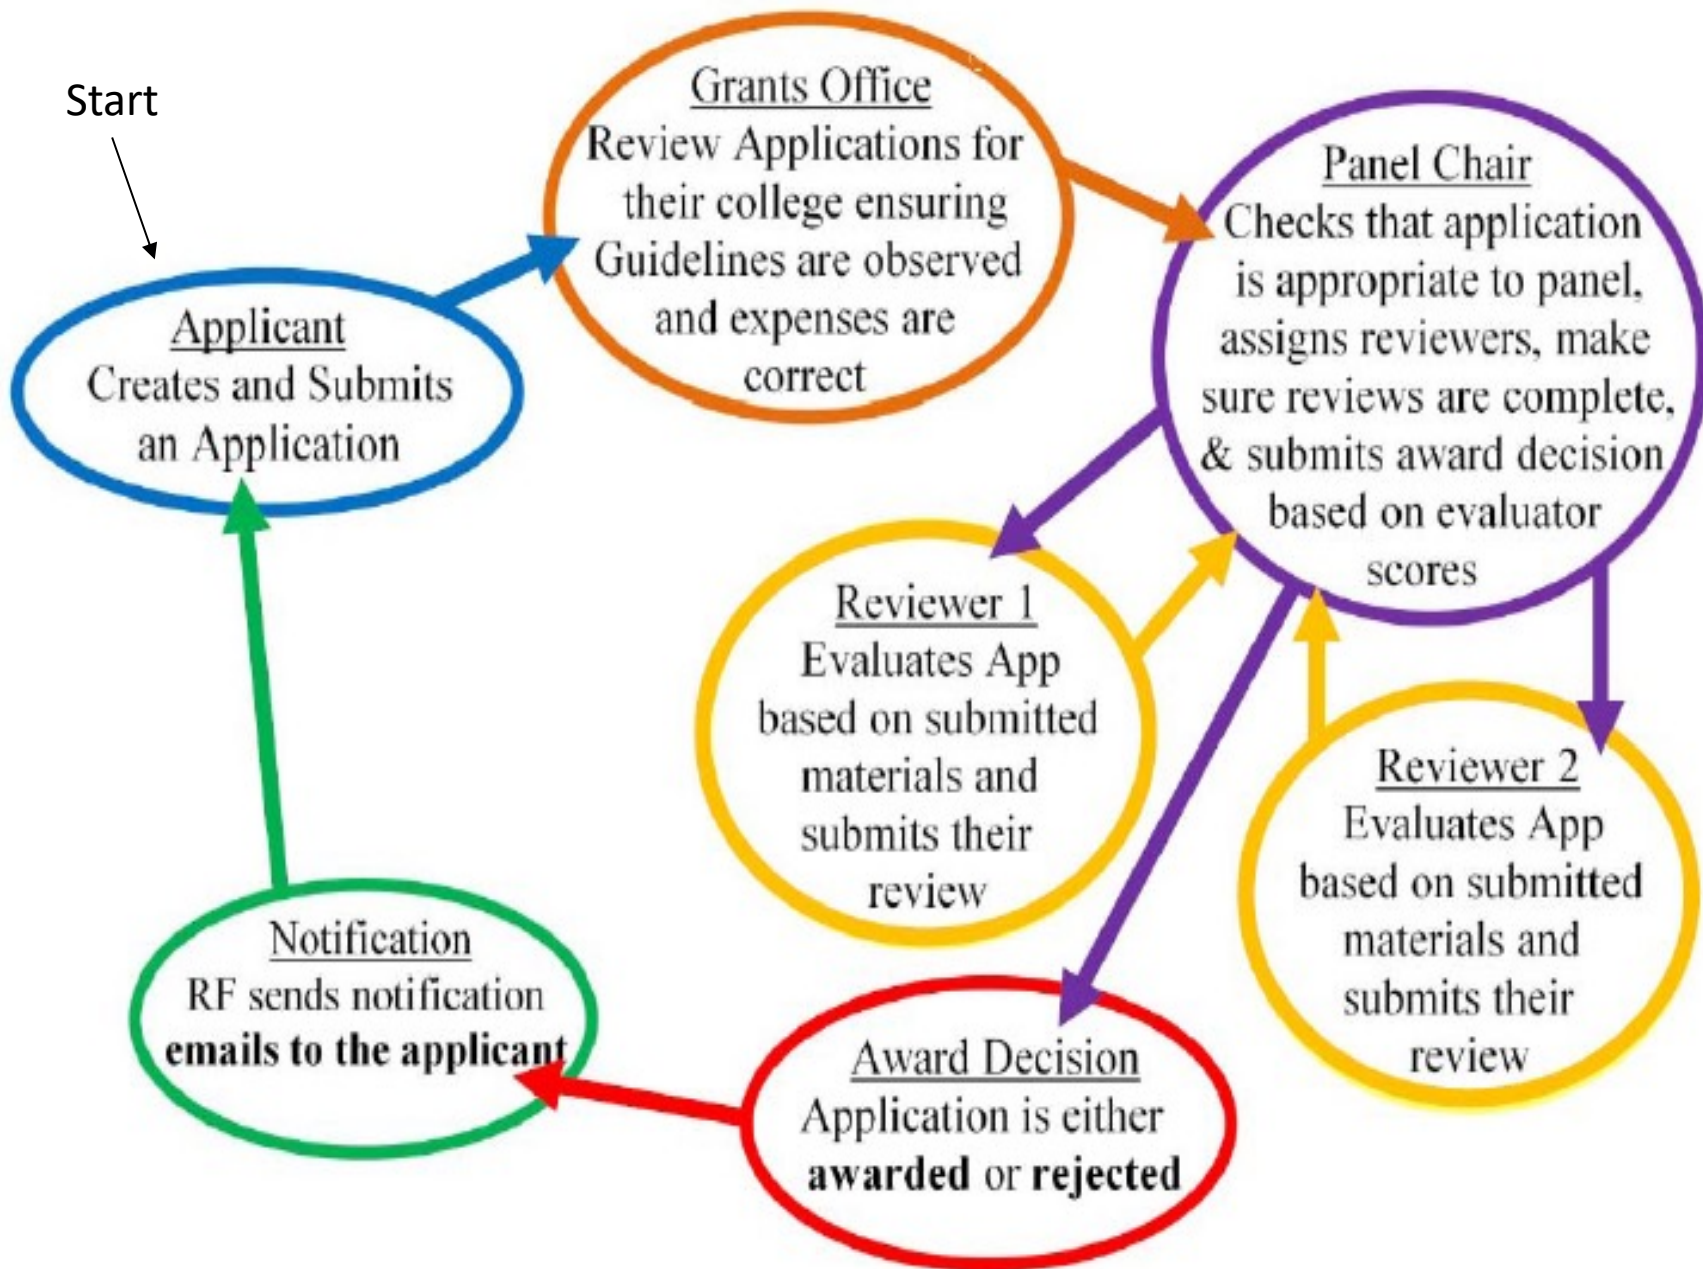 Start
Grants Office
Review Applications for
their college ensuring
Guidelines are observed
and expenses are
correct
Panel Chair
Checks that application
is appropriate to panel,
assigns reviewers, make
sure reviews are complete,
& submits award decision
based on evaluator
scores
Applicant
Creates and Submits
an Application
Reviewer 1
Evaluates App
based on submitted
materials and
submits their
review
Reviewer 2
Evaluates App
based on submitted
materials and
submits their
review
Award Decision
Application is either
awarded or rejected
Notification
RF sends notification
emails to the applicant